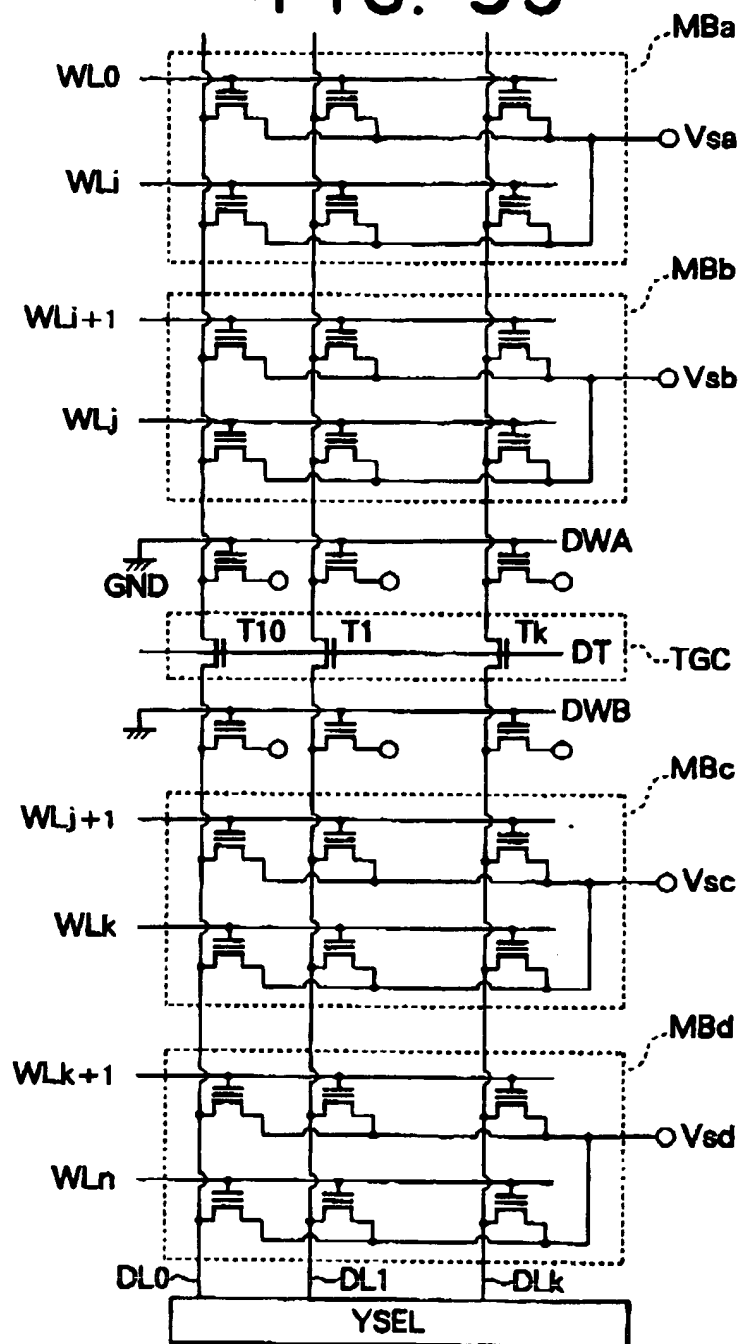 MBa
WL0
Vsa
WLi
MBb
WLi+1
Vsb
WLj
DWA
GND
T10 T1 Tk
DT TGC
DWB
MBc
WLj+1
Vsc
WLk
MBd
WLk+1
Vsd
WLn
DL0 DL1 DLk
YSEL